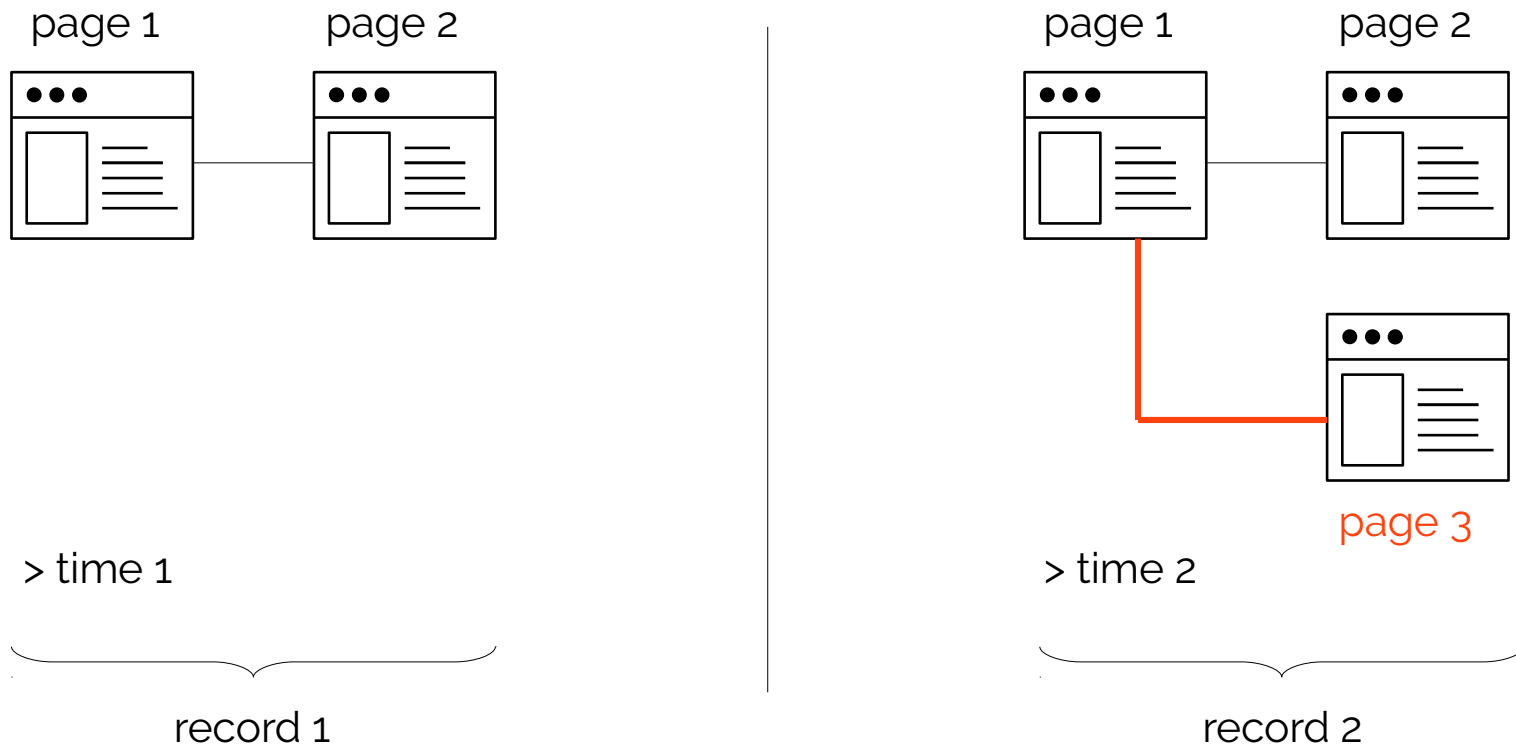 page 1
page 2
> time 1
record 1
page 1
page 2
page 3
> time 2
record 2